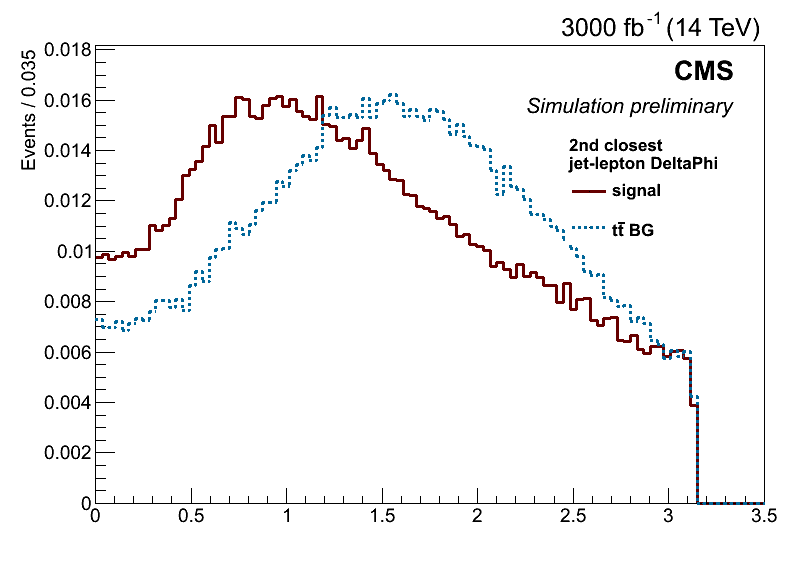 3000 fb⁻¹ (14 TeV)
CMS
Simulation preliminary
2nd closest
jet-lepton DeltaPhi
signal
tt̄ BG
Events / 0.035
0.018
0.016
0.014
0.012
0.01
0.008
0.006
0.004
0.002
0
0 0.5 1 1.5 2 2.5 3 3.5